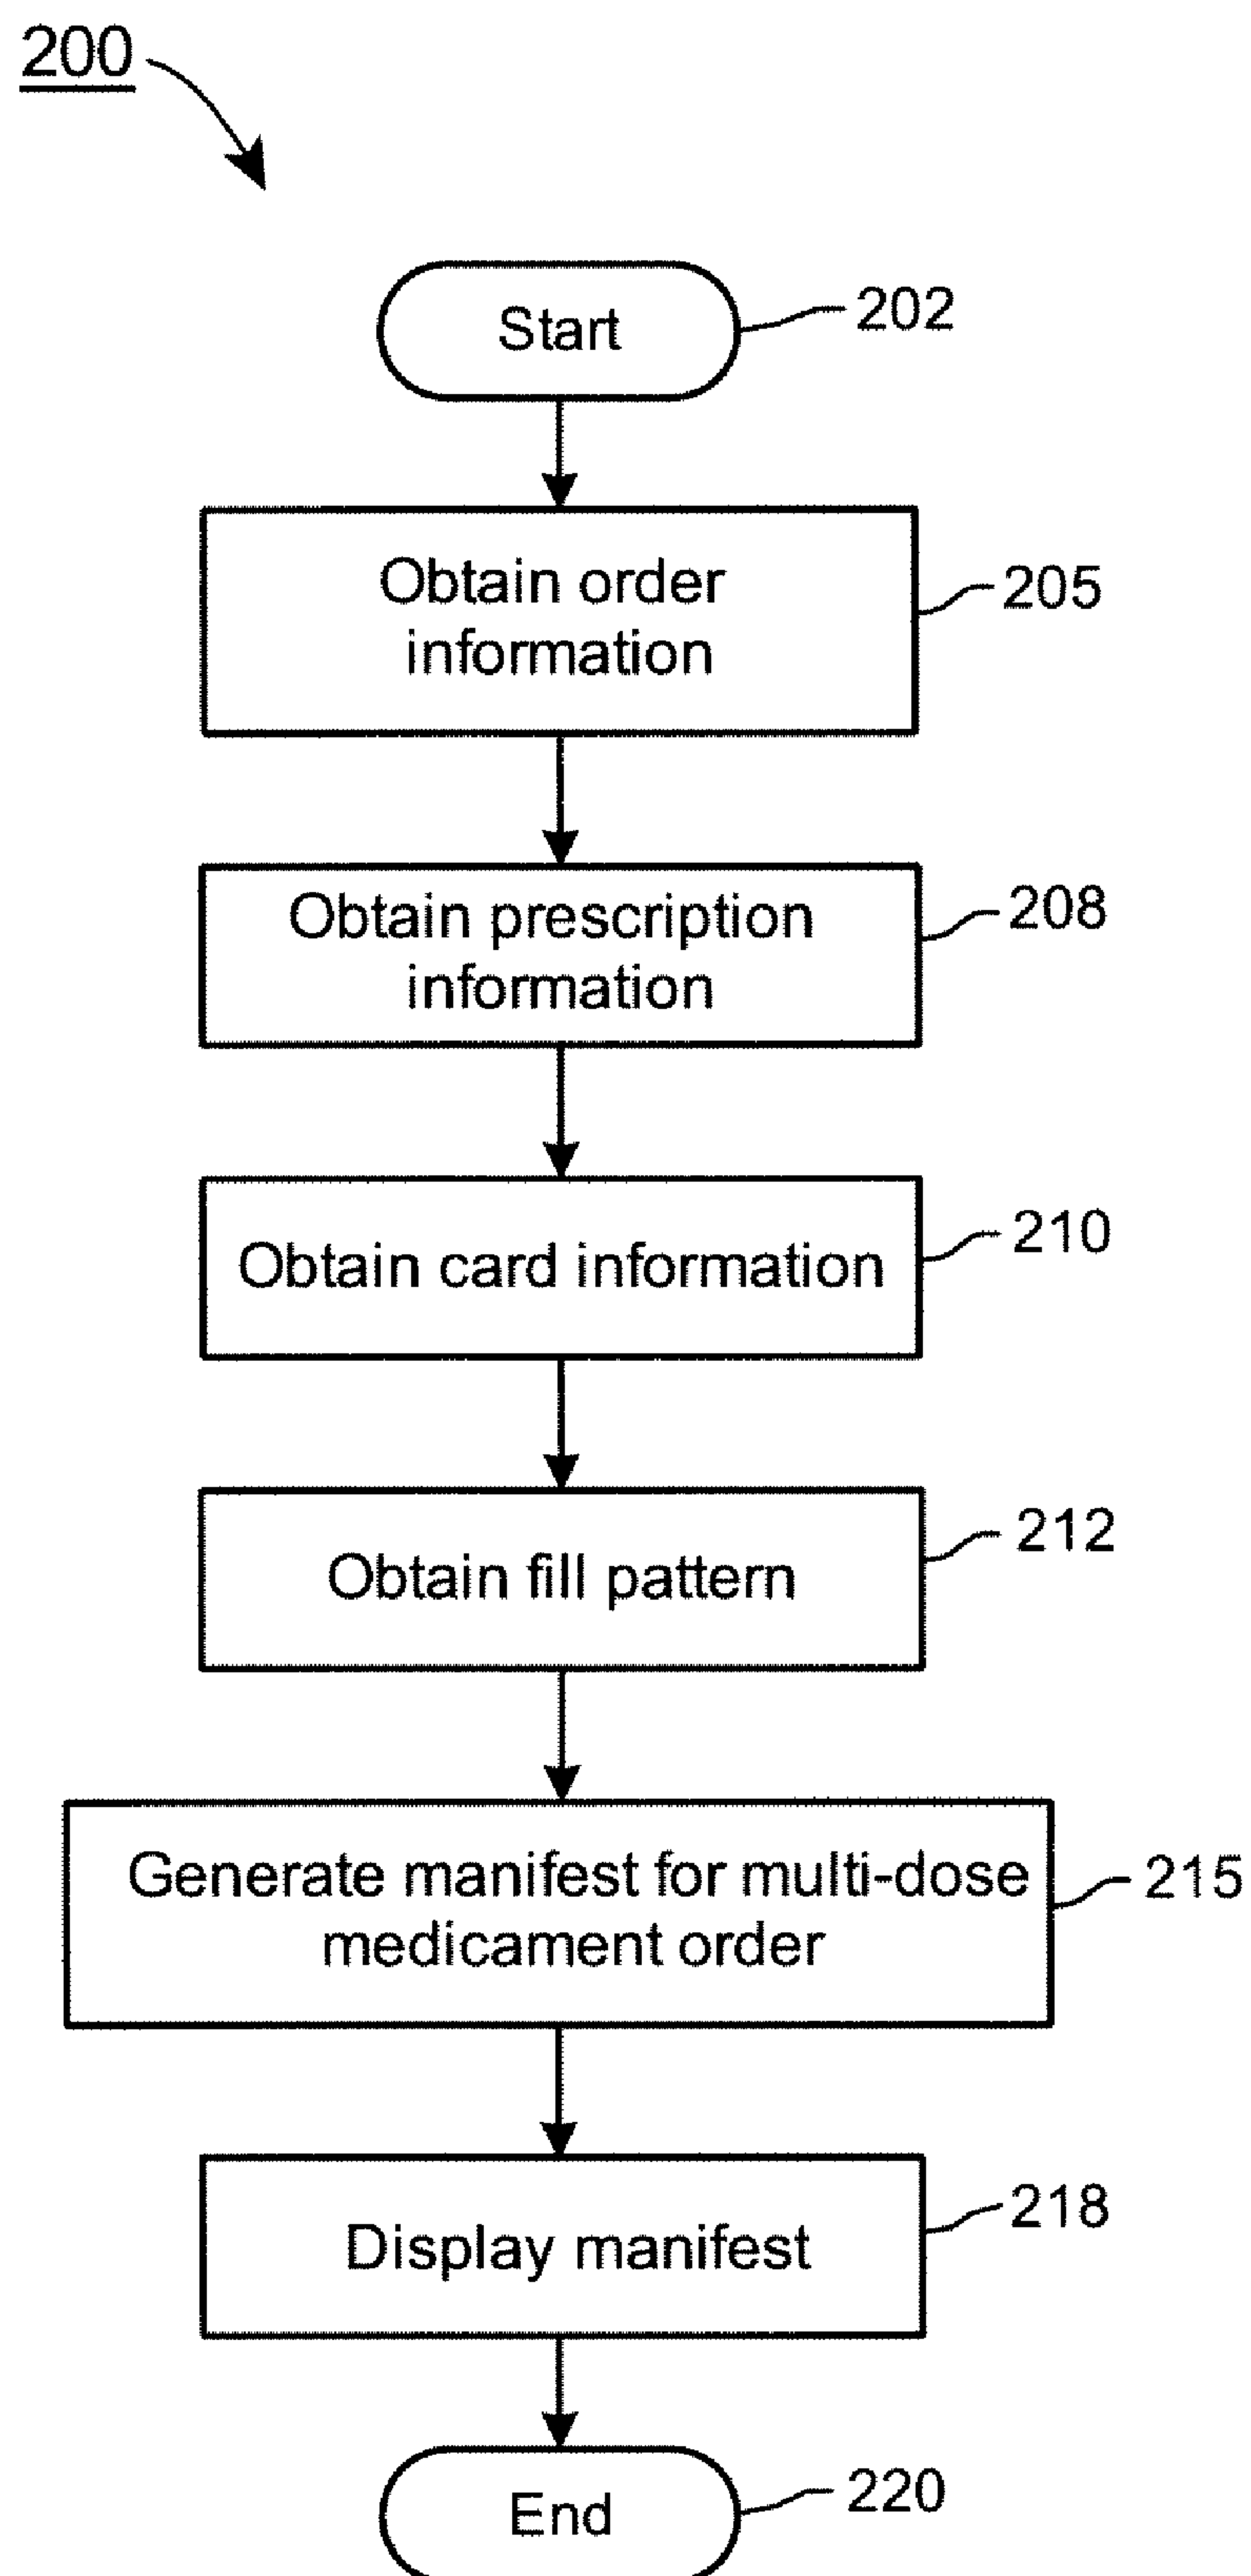 200
Start
202
Obtain order
information
205
Obtain prescription
information
208
Obtain card information
210
Obtain fill pattern
212
Generate manifest for multi-dose
medicament order
215
Display manifest
218
End
220